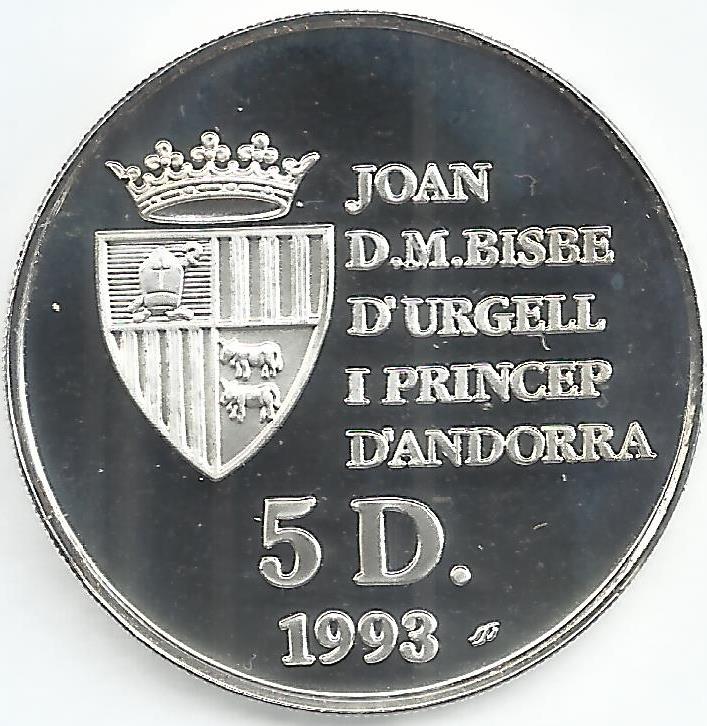 JOAN
D.M.BISBE
D'URGELL
I PRINCEP
D'ANDORRA
5 D.
1993